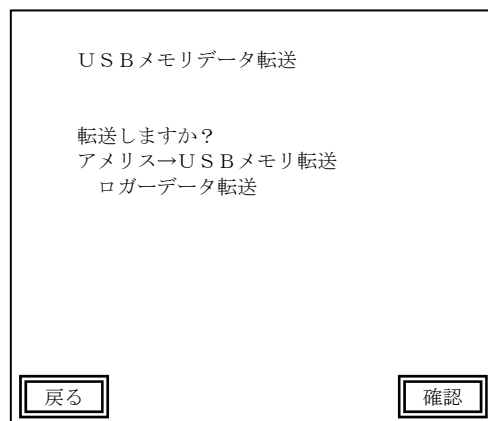 ＵＳＢメモリデータ転送
転送しますか？
アメリス→ＵＳＢメモリ転送
ロガーデータ転送
戻る
確認